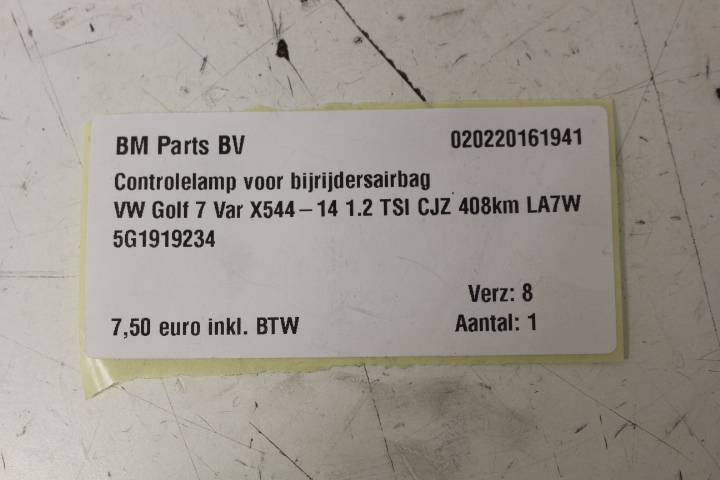 BM Parts BV 020220161941
Controlelamp voor bijrijdersairbag
VW Golf 7 Var X544-14 1.2 TSI CJZ 408km LA7W
5G1919234
Verz: 8
7,50 euro inkl. BTW Aantal: 1